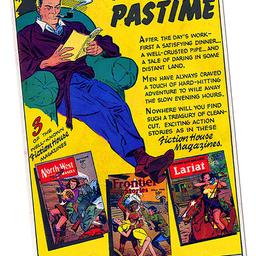 PASTIME
AFTER THE DAY'S WORK-
FIRST A SATISFYING DINNER...
A WELL-CRUSTED PIPE...AND
A TALE OF DARING IN SOME
DISTANT LAND.
MEN HAVE ALWAYS CRAVED
A TOUCH OF HARD-HITTING
ADVENTURE TO WILE AWAY
THE SLOW EVENING HOURS.
NOWHERE WILL YOU FIND
SUCH A TREASURY OF CLEAN-
CUT, EXCITING ACTION
STORIES AS IN THESE
Fiction House
Magazines.
3
OF THE
Fiction House
MAGAZINES
North-West
Frontier
Stories
Lariat